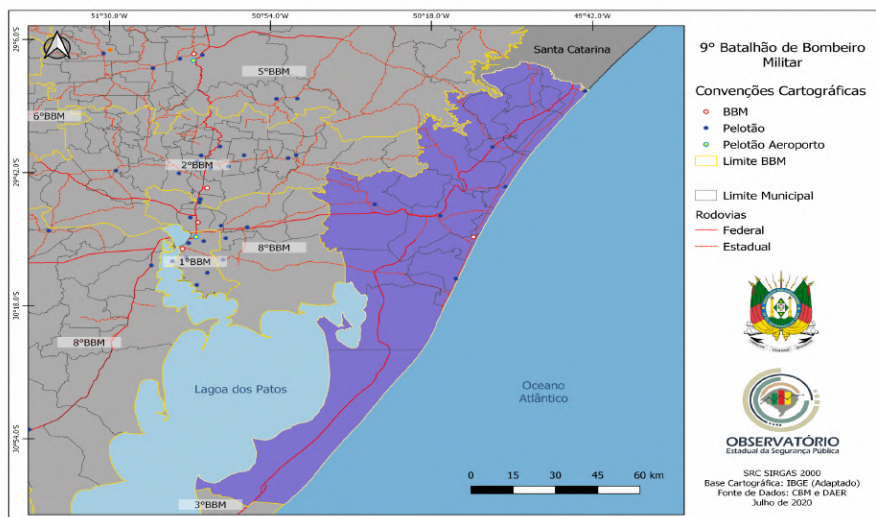 51°30.0'W
50°54.0'W
50°18.0'W
49°42.0'W
29°6.0'S
29°42.0'S
30°18.0'S
30°54.0'S
Santa Catarina
5°BBM
6°BBM
2°BBM
8°BBM
1°BBM
8°BBM
3°BBM
Lagoa dos Patos
Oceano
Atlântico
0 15 30 45 60 km
9° Batalhão de Bombeiro
Militar
Convenções Cartográficas
BBM
Pelotão
Pelotão Aeroporto
Limite BBM
Limite Municipal
Rodovias
Federal
Estadual
OBSERVATÓRIO
Estadual da Segurança Pública
SRC SIRGAS 2000
Base Cartográfica: IBGE (Adaptado)
Fonte de Dados: CBM e DAER
Julho de 2020